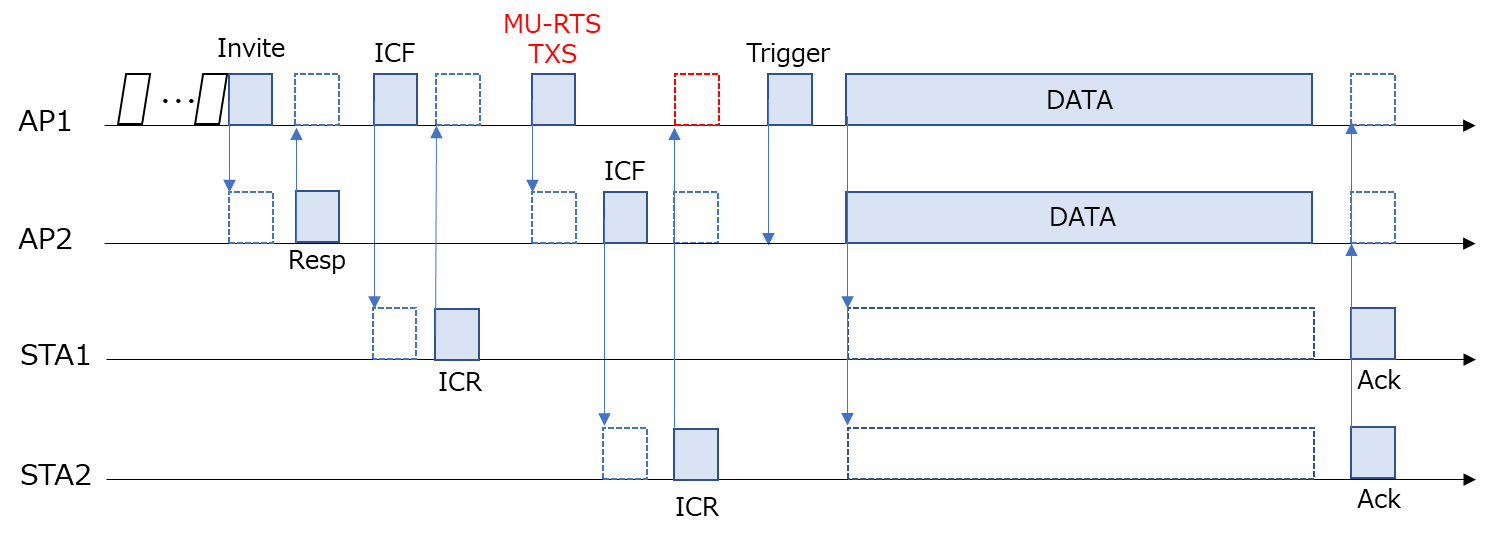 MU-RTS
TXS
Invite
ICF
Trigger
...
DATA
AP1
ICF
DATA
AP2
Resp
STA1
ICR
Ack
STA2
ICR
Ack